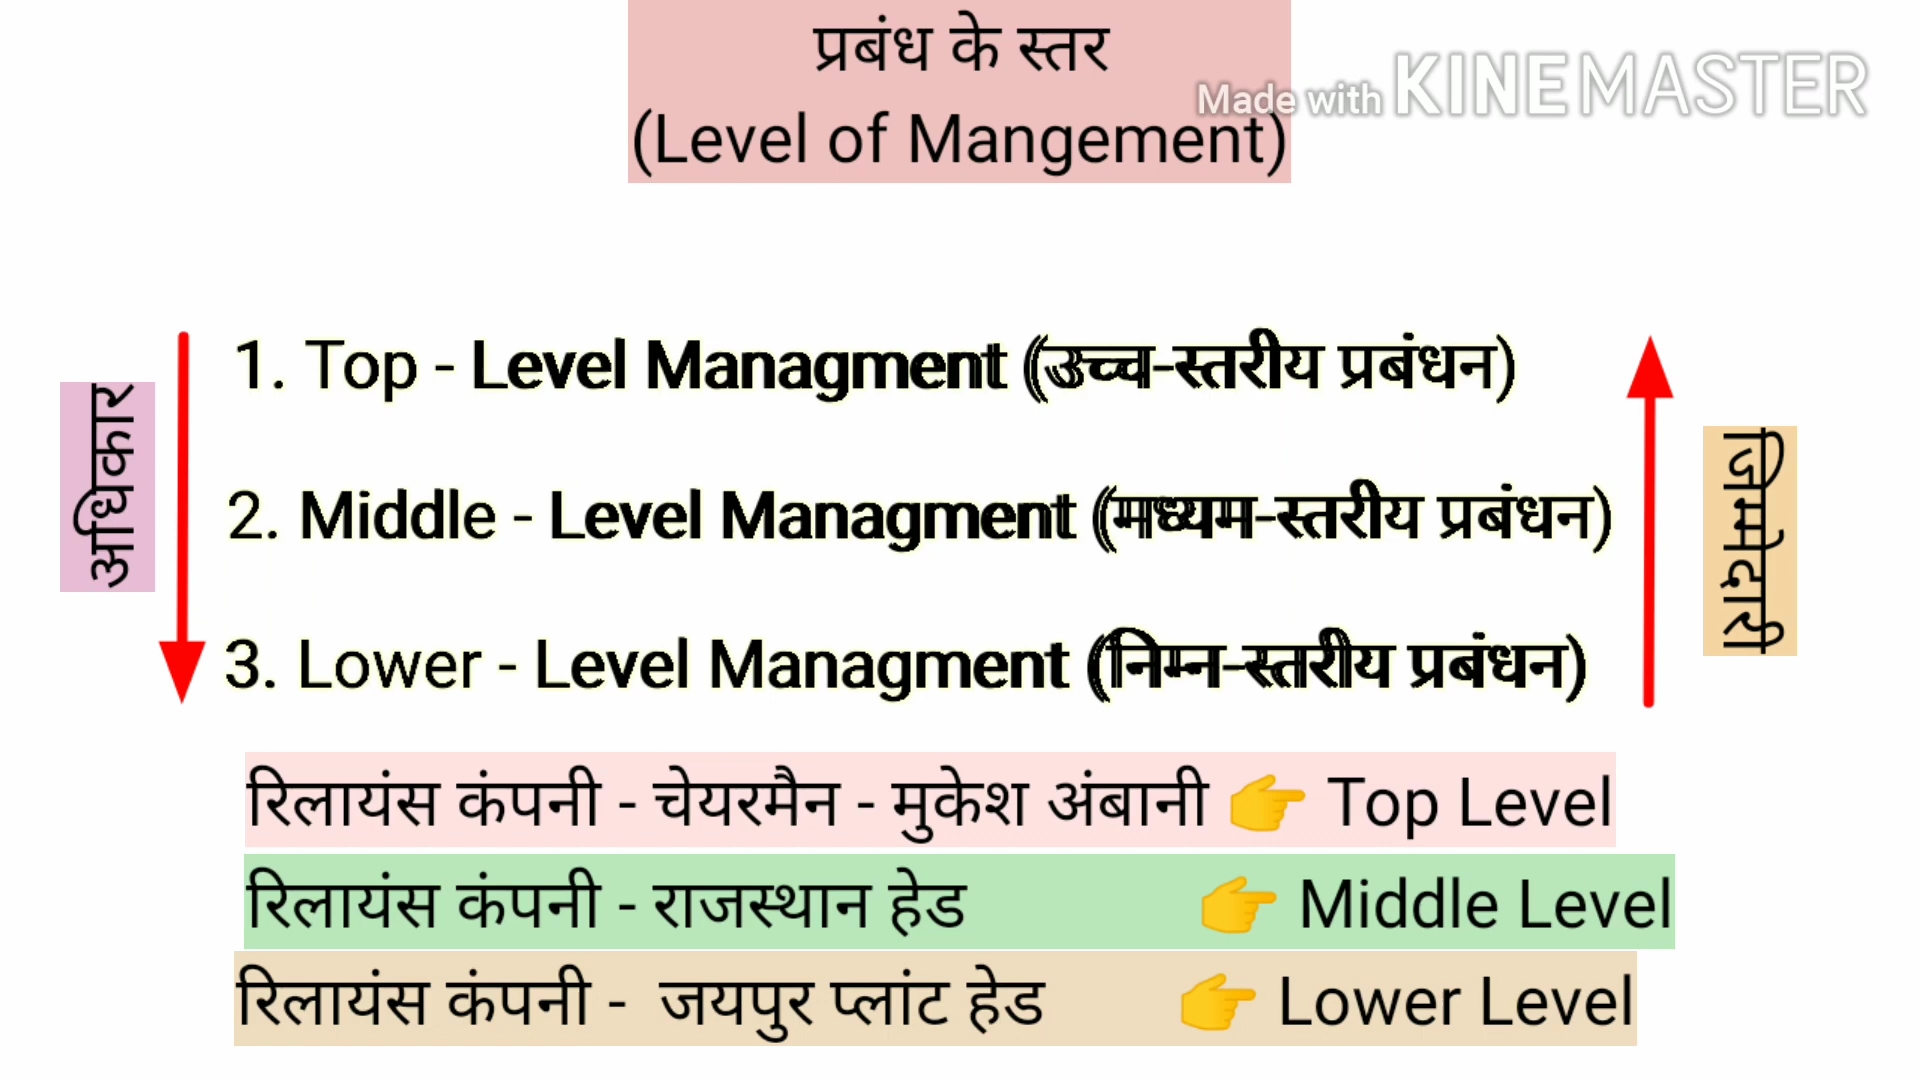 प्रबंध के स्तर
(Level of Mangement)
Made with KINEMASTER
1. Top - Level Managment (उच्च-स्तरीय प्रबंधन)
2. Middle - Level Managment (मध्यम-स्तरीय प्रबंधन)
3. Lower - Level Managment (निम्न-स्तरीय प्रबंधन)
अधिकार
जिम्मेदारी
रिलायंस कंपनी - चेयरमैन - मुकेश अंबानी 👉 Top Level
रिलायंस कंपनी - राजस्थान हेड 👉 Middle Level
रिलायंस कंपनी - जयपुर प्लांट हेड 👉 Lower Level